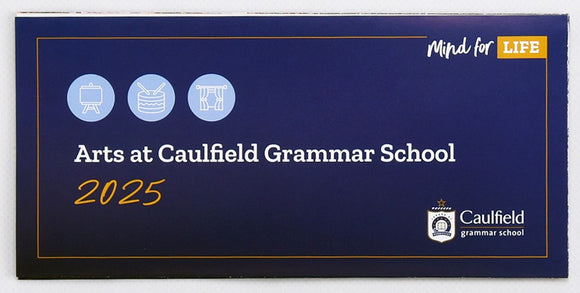 Mind for LIFE
Arts at Caulfield Grammar School
2025
Caulfield
grammar school